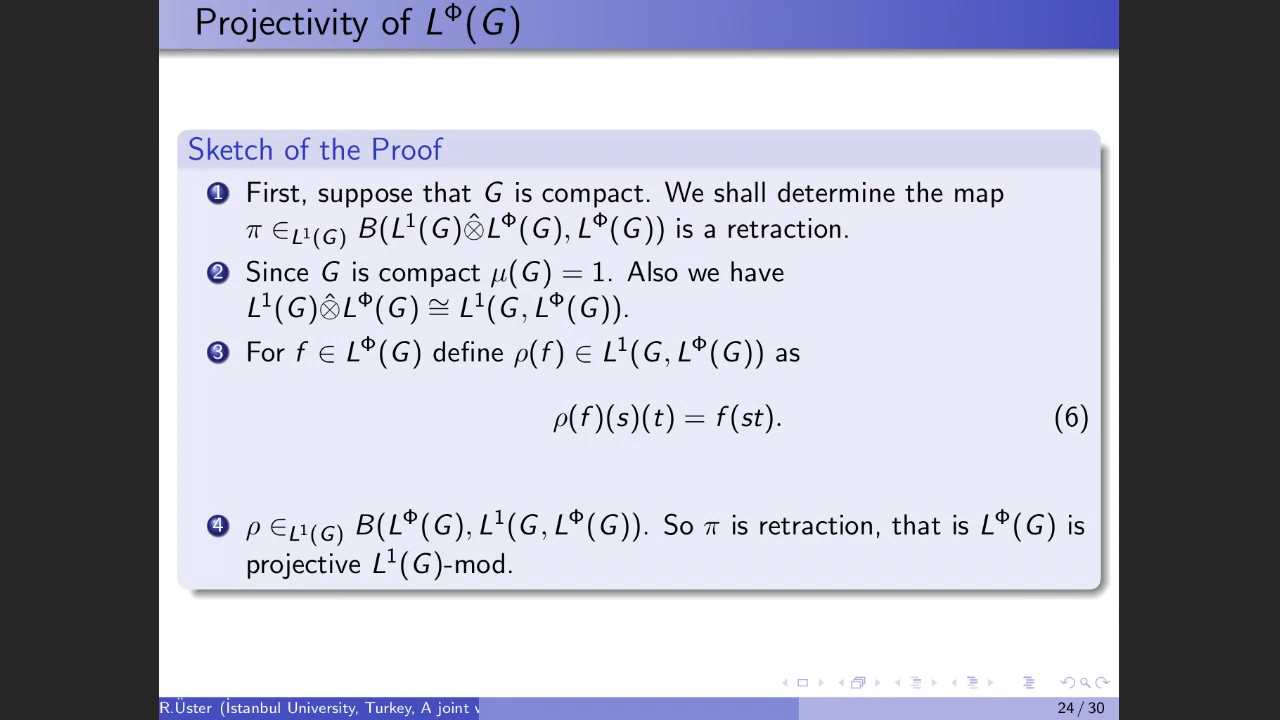 Projectivity of L^Φ(G)
Sketch of the Proof
1 First, suppose that G is compact. We shall determine the map
π ∈_{L^1(G)} B(L^1(G)⊗̂L^Φ(G), L^Φ(G)) is a retraction.
2 Since G is compact μ(G) = 1. Also we have
L^1(G)⊗̂L^Φ(G) ≅ L^1(G, L^Φ(G)).
3 For f ∈ L^Φ(G) define ρ(f) ∈ L^1(G, L^Φ(G)) as
ρ(f)(s)(t) = f(st). (6)
4 ρ ∈_{L^1(G)} B(L^Φ(G), L^1(G, L^Φ(G)). So π is retraction, that is L^Φ(G) is
projective L^1(G)-mod.
R.Üster (İstanbul University, Turkey, A joint 24 / 30